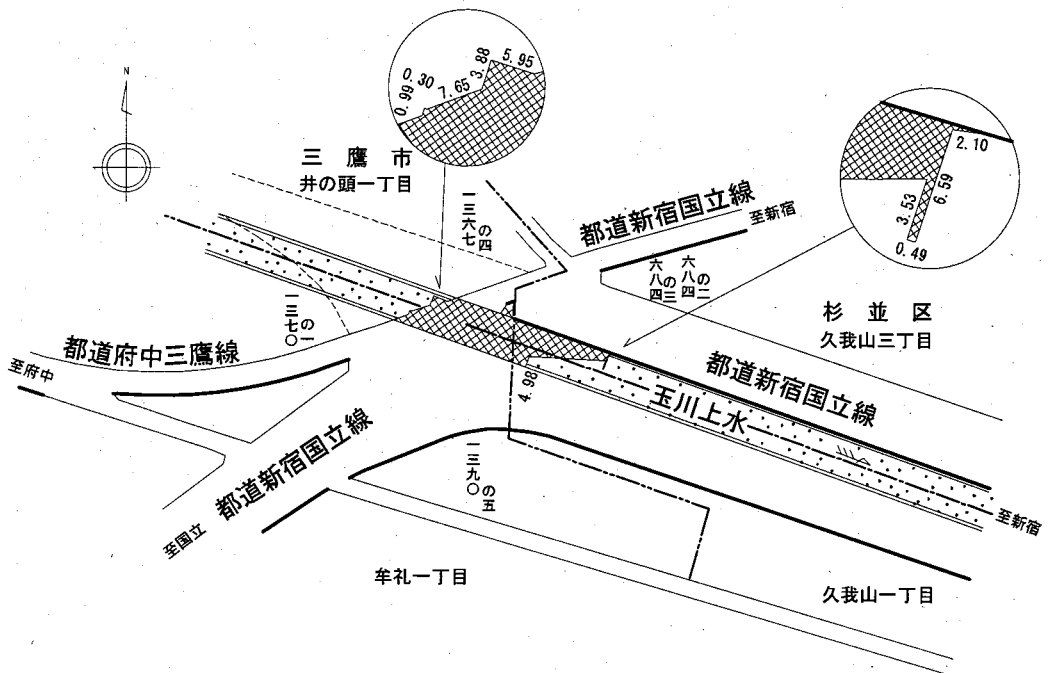 N
0.99
0.30
7.65
3.88
5.95
2.10
6.59
3.53
0.49
三鷹市
井の頭一丁目
一三六七の四
都道新宿国立線
至新宿
六八四の二
六八四の三
杉並区
久我山三丁目
一三七〇の一
都道府中三鷹線
至府中
都道新宿国立線
玉川上水
至新宿
4.98
都道新宿国立線
至国立
一三九〇の五
牟礼一丁目
久我山一丁目